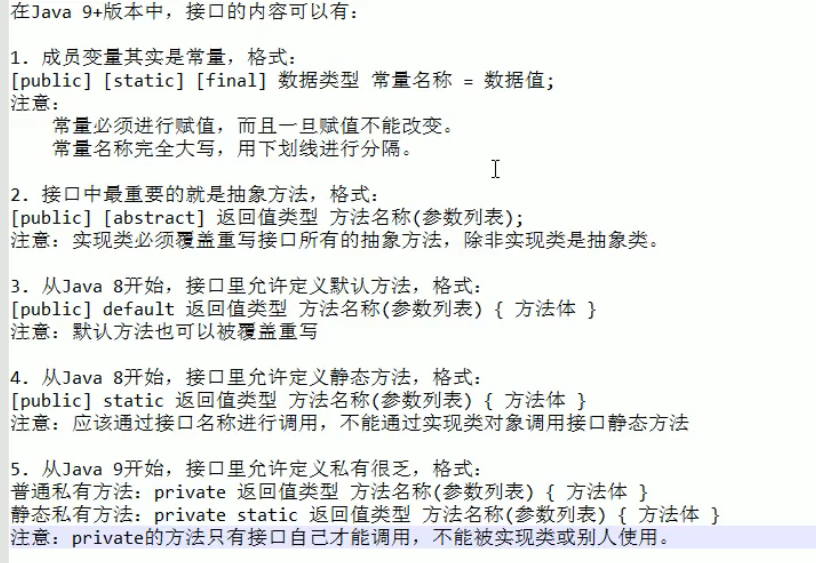 在Java 9+版本中，接口的内容可以有：
1. 成员变量其实是常量，格式：
[public] [static] [final] 数据类型 常量名称 = 数据值;
注意：
常量必须进行赋值，而且一旦赋值不能改变。
常量名称完全大写，用下划线进行分隔。
2. 接口中最重要的就是抽象方法，格式：
[public] [abstract] 返回值类型 方法名称(参数列表);
注意：实现类必须覆盖重写接口所有的抽象方法，除非实现类是抽象类。
3. 从Java 8开始，接口里允许定义默认方法，格式：
[public] default 返回值类型 方法名称(参数列表) { 方法体 }
注意：默认方法也可以被覆盖重写
4. 从Java 8开始，接口里允许定义静态方法，格式：
[public] static 返回值类型 方法名称(参数列表) { 方法体 }
注意：应该通过接口名称进行调用，不能通过实现类对象调用接口静态方法
5. 从Java 9开始，接口里允许定义私有很乏，格式：
普通私有方法：private 返回值类型 方法名称(参数列表) { 方法体 }
静态私有方法：private static 返回值类型 方法名称(参数列表) { 方法体 }
注意：private的方法只有接口自己才能调用，不能被实现类或别人使用。